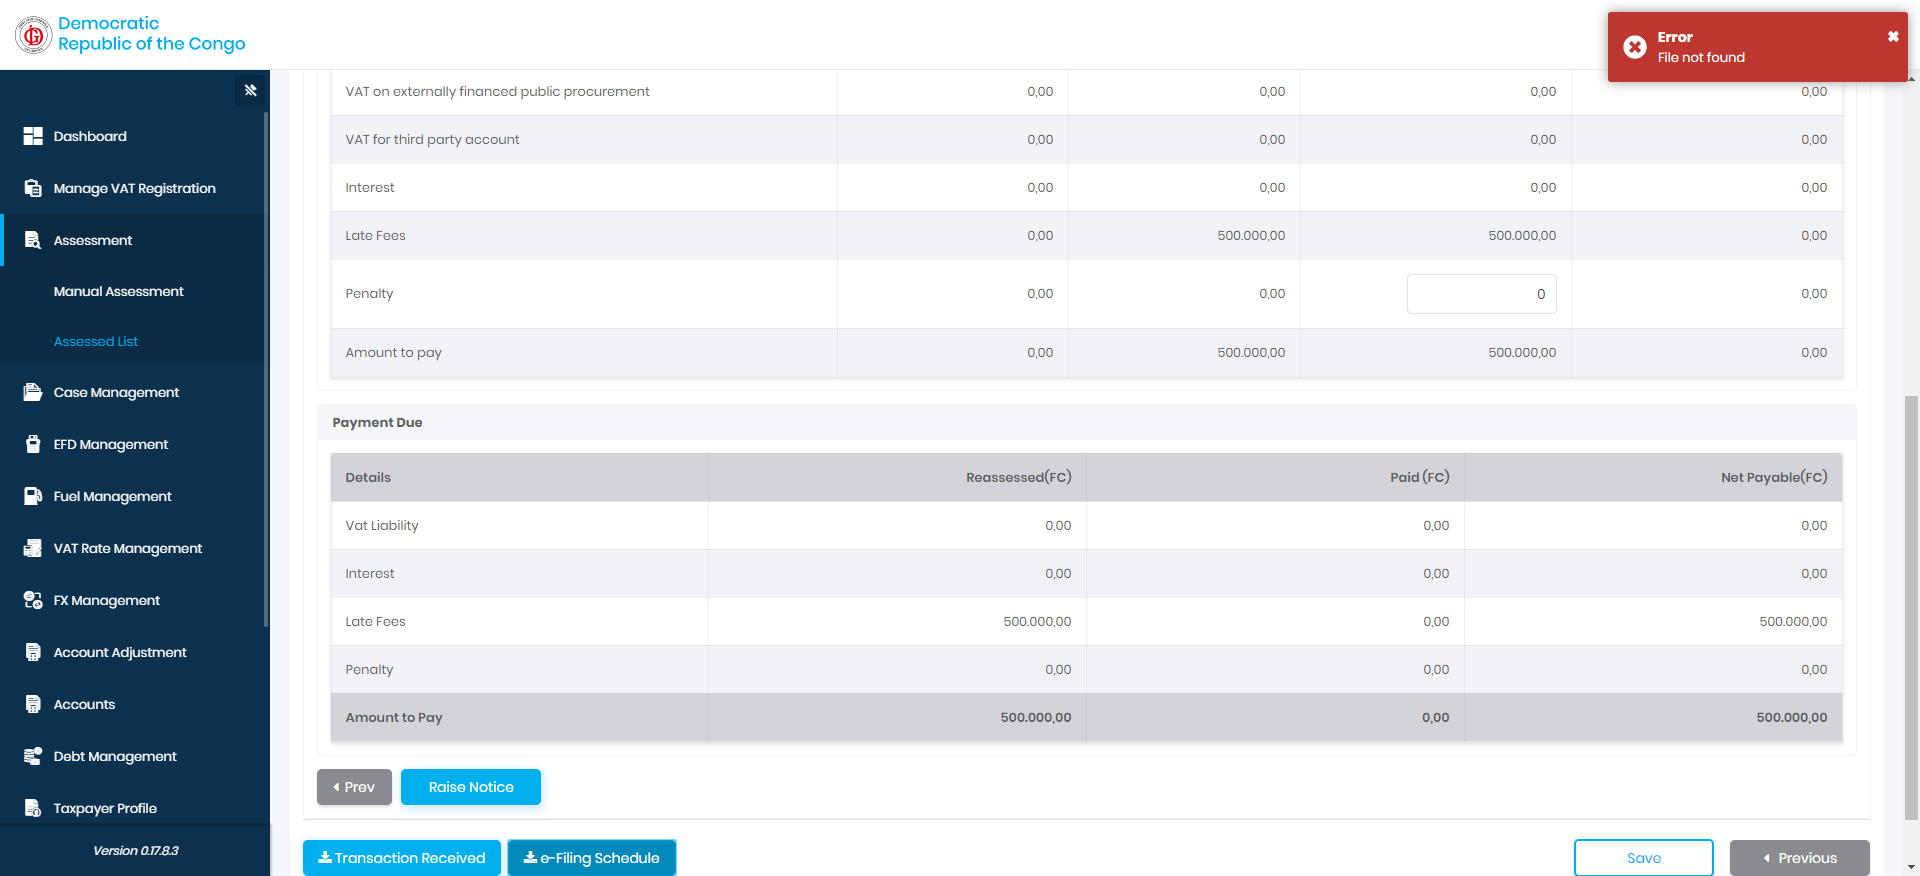 Democratic
Republic of the Congo
Error
File not found
Dashboard
Manage VAT Registration
Assessment
Manual Assessment
Assessed List
Case Management
EFD Management
Fuel Management
VAT Rate Management
FX Management
Account Adjustment
Accounts
Debt Management
Taxpayer Profile
Version 0.17.8.3
VAT on externally financed public procurement 0,00 0,00 0,00 0,00
VAT for third party account 0,00 0,00 0,00 0,00
Interest 0,00 0,00 0,00 0,00
Late Fees 0,00 500.000,00 500.000,00 0,00
Penalty 0,00 0,00 0 0,00
Amount to pay 0,00 500.000,00 500.000,00 0,00
Payment Due
Details Reassessed(FC) Paid (FC) Net Payable(FC)
Vat Liability 0,00 0,00 0,00
Interest 0,00 0,00 0,00
Late Fees 500.000,00 0,00 500.000,00
Penalty 0,00 0,00 0,00
Amount to Pay 500.000,00 0,00 500.000,00
Prev Raise Notice
Transaction Received e-Filing Schedule Save Previous